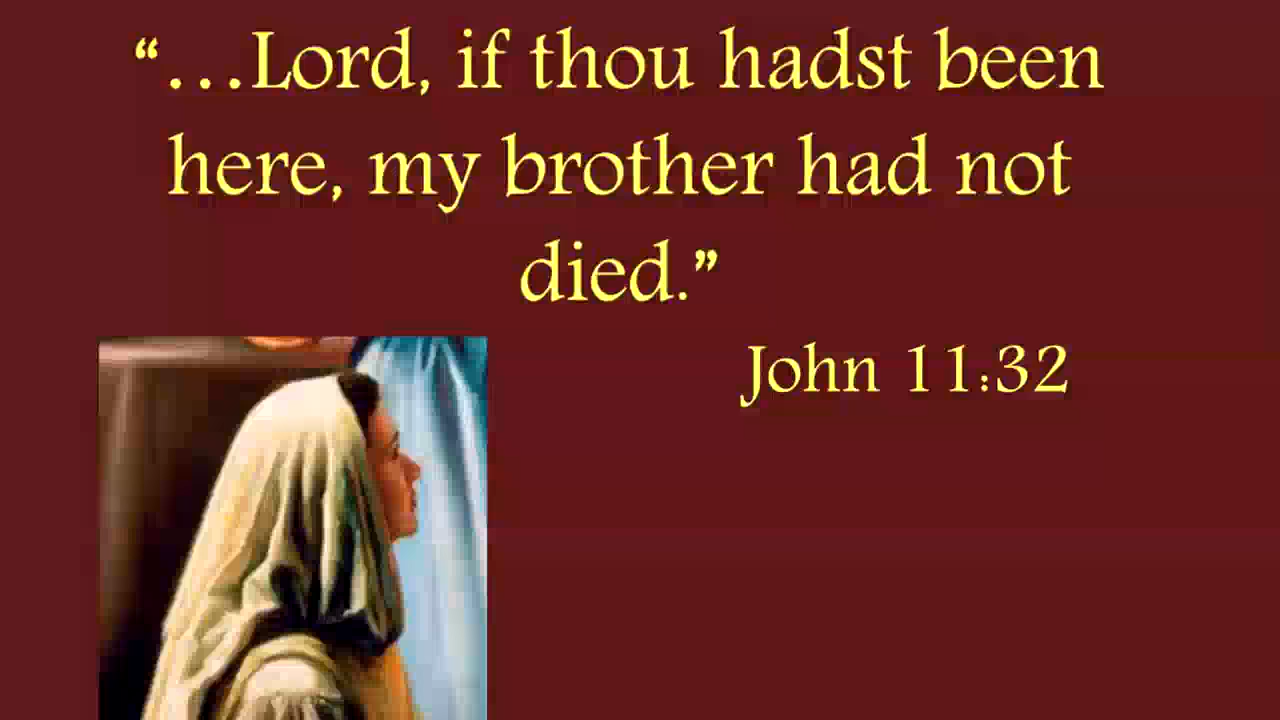 “...Lord, if thou hadst been
here, my brother had not
died.”
John 11:32